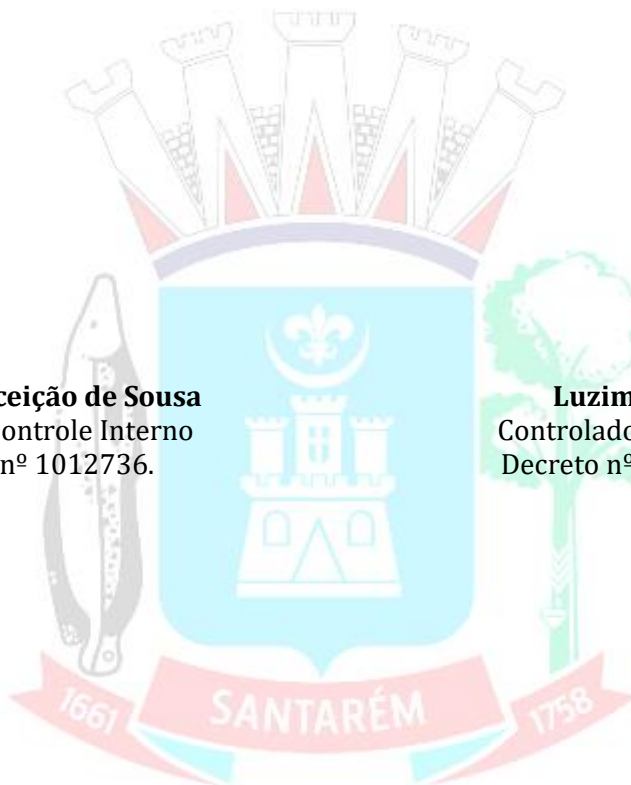 ceição de Sousa
ontrole Interno
nº 1012736.
Luzim
Controlado
Decreto nº
1661
SANTARÉM
1758